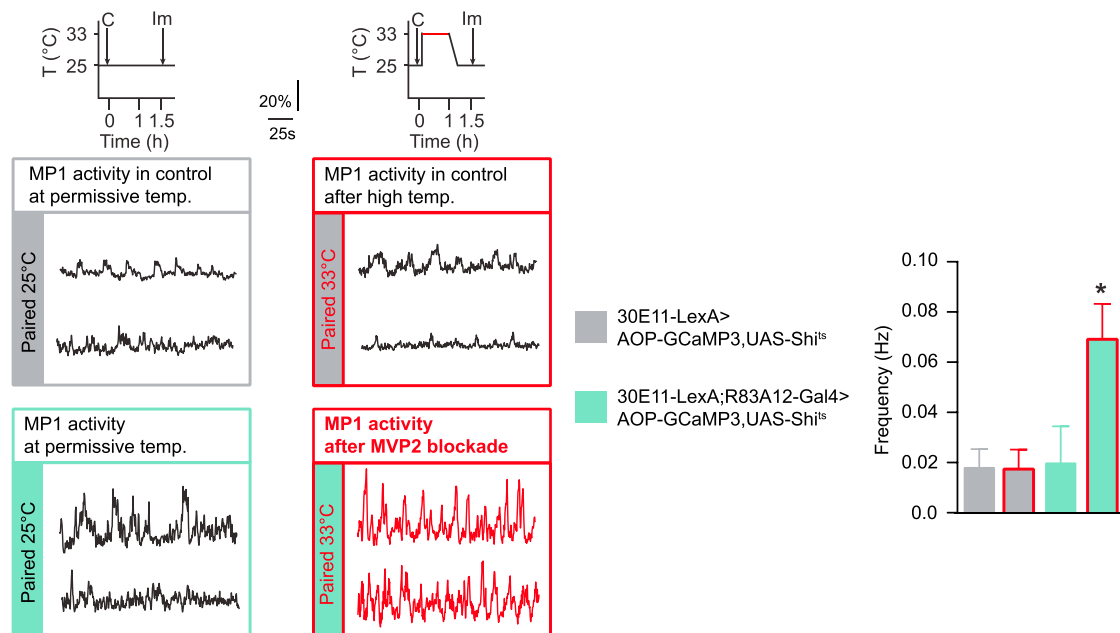 C Im
T (°C)
33
25
0 1 1.5
Time (h)
20%
25s
C Im
T (°C)
33
25
0 1 1.5
Time (h)
MP1 activity in control
at permissive temp.
Paired 25°C
MP1 activity in control
after high temp.
Paired 33°C
MP1 activity
at permissive temp.
Paired 25°C
MP1 activity
after MVP2 blockade
Paired 33°C
30E11-LexA>
AOP-GCaMP3,UAS-Shiᵗˢ
30E11-LexA;R83A12-Gal4>
AOP-GCaMP3,UAS-Shiᵗˢ
Frequency (Hz)
0.10
0.08
0.06
0.04
0.02
0.0
*